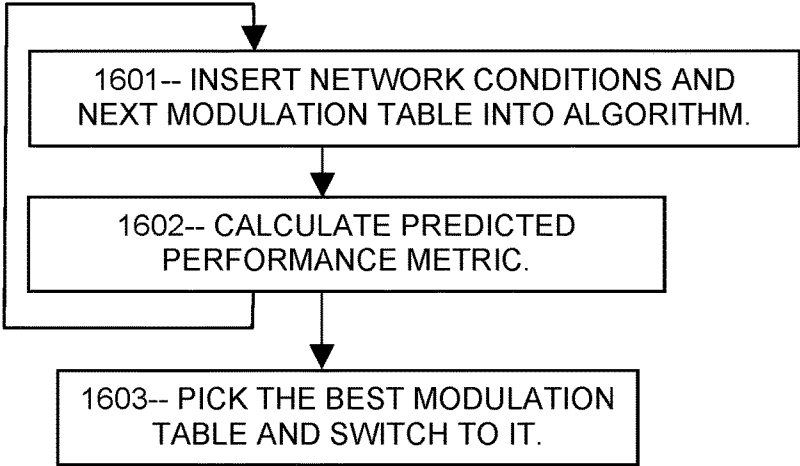 1601-- INSERT NETWORK CONDITIONS AND
NEXT MODULATION TABLE INTO ALGORITHM.
1602-- CALCULATE PREDICTED
PERFORMANCE METRIC.
1603-- PICK THE BEST MODULATION
TABLE AND SWITCH TO IT.